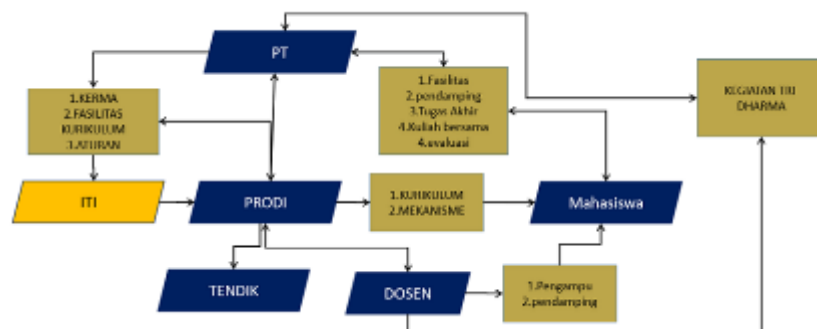 PT
1.KERMA
2.FASILITAS
KURIKULUM
3.ATURAN
1.Fasilitas
2.pendamping
3.Tugas Akhir
4.Kuliah bersama
4.evaluasi
KEGIATAN TRI
DHARMA
ITI
PRODI
1.KURIKULUM
2.MEKANISME
Mahasiswa
TENDIK
DOSEN
1.Pengampu
2.pendamping